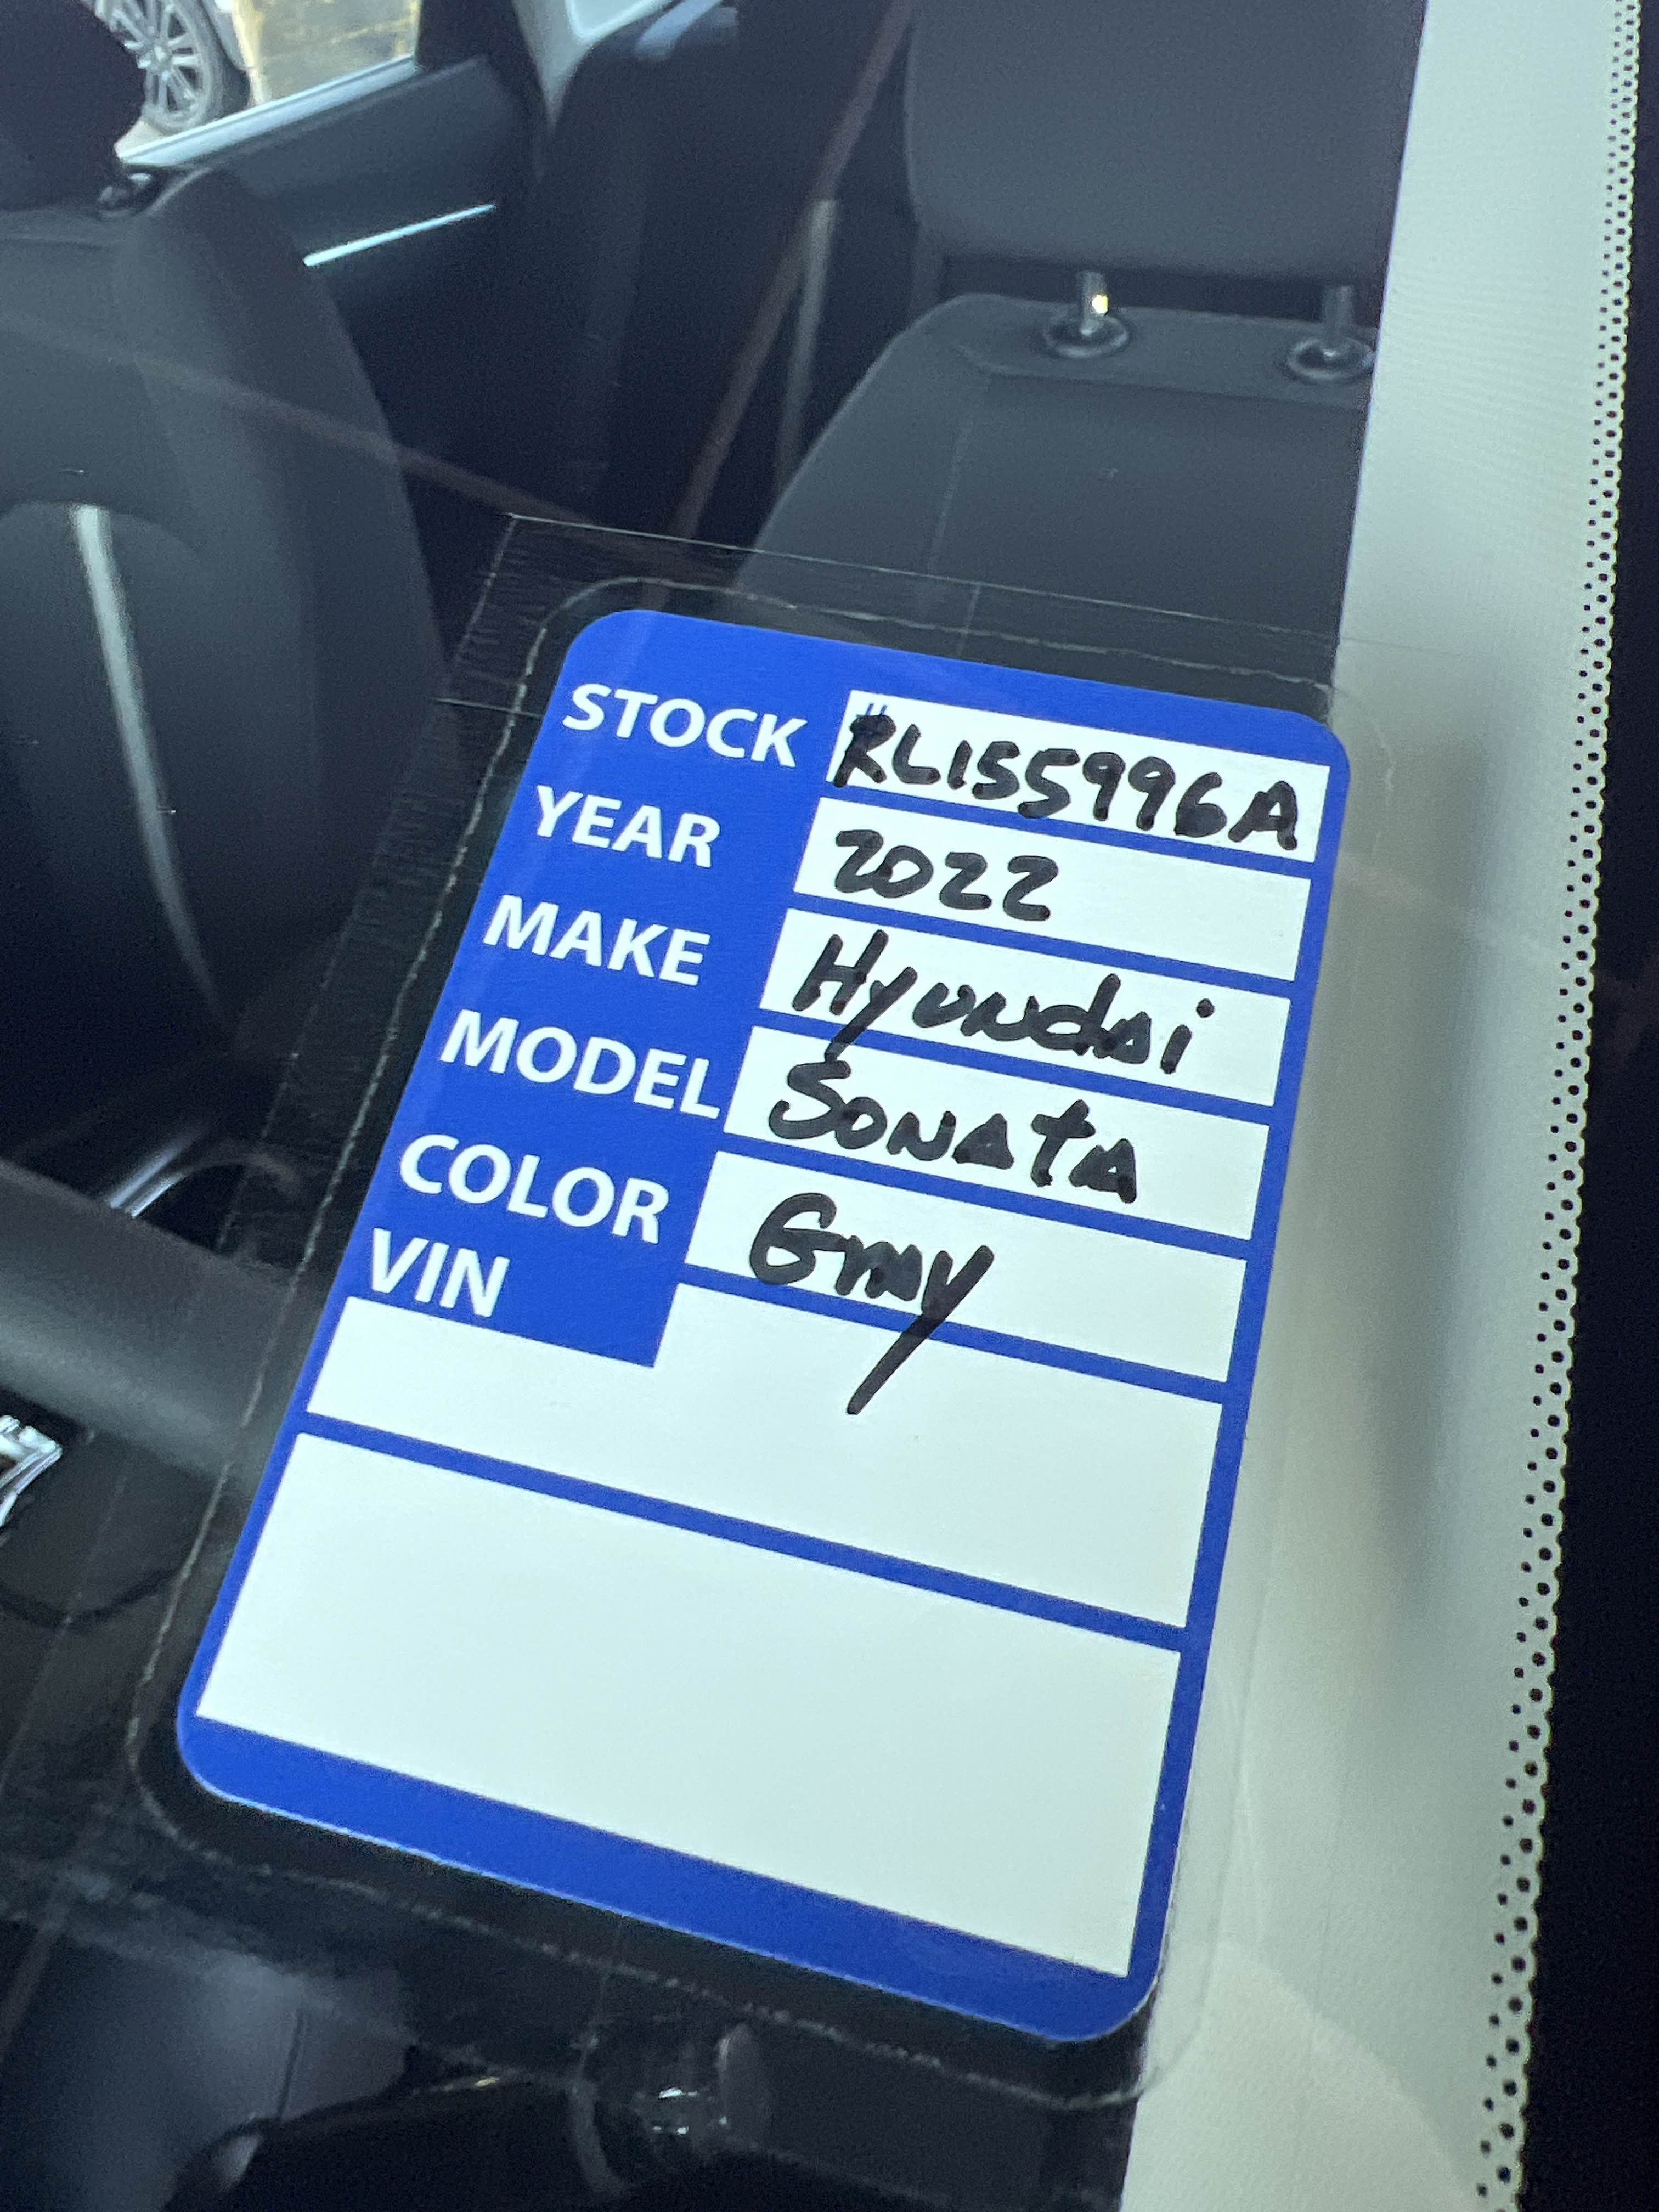 STOCK RL155996A
YEAR 2022
MAKE Hyundai
MODEL Sonata
COLOR Gray
VIN